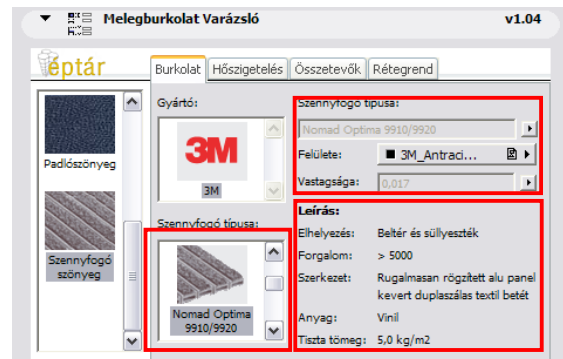 Melegburkolat Varázsló
v1.04
éptár
Burkolat
Hőszigetelés
Összetevők
Rétegrend
Padlószönyeg
Szennyfogó
szönyeg
Gyártó:
3M
3M
Szennyfogó típusa:
Nomad Optima
9910/9920
Szennyfogó típusa:
Nomad Optima 9910/9920
Felülete:
3M_Antraci...
Vastagsága:
0,017
Leírás:
Elhelyezés: Beltér és süllyeszték
Forgalom: > 5000
Szerkezet: Rugalmasan rögzített alu panel
kevert duplaszálas textil betét
Anyag: Vinil
Tiszta tömeg: 5,0 kg/m2